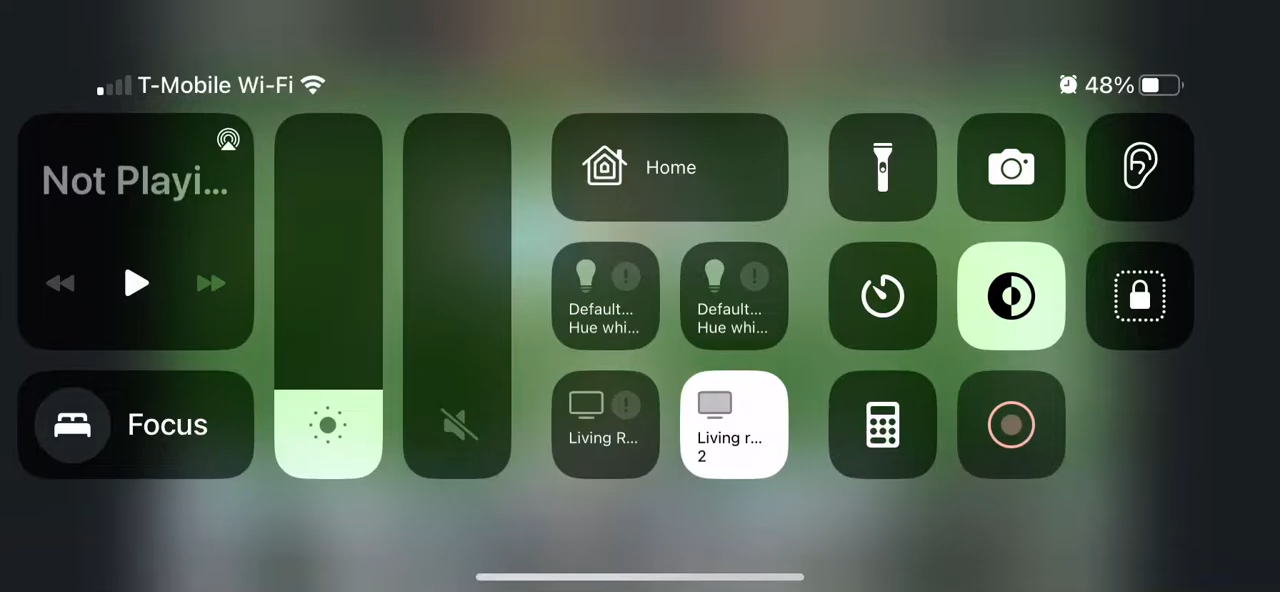 T-Mobile Wi-Fi
48%
Not Playi...
Home
Default...
Hue whi...
Default...
Hue whi...
Focus
Living R...
Living r...
2